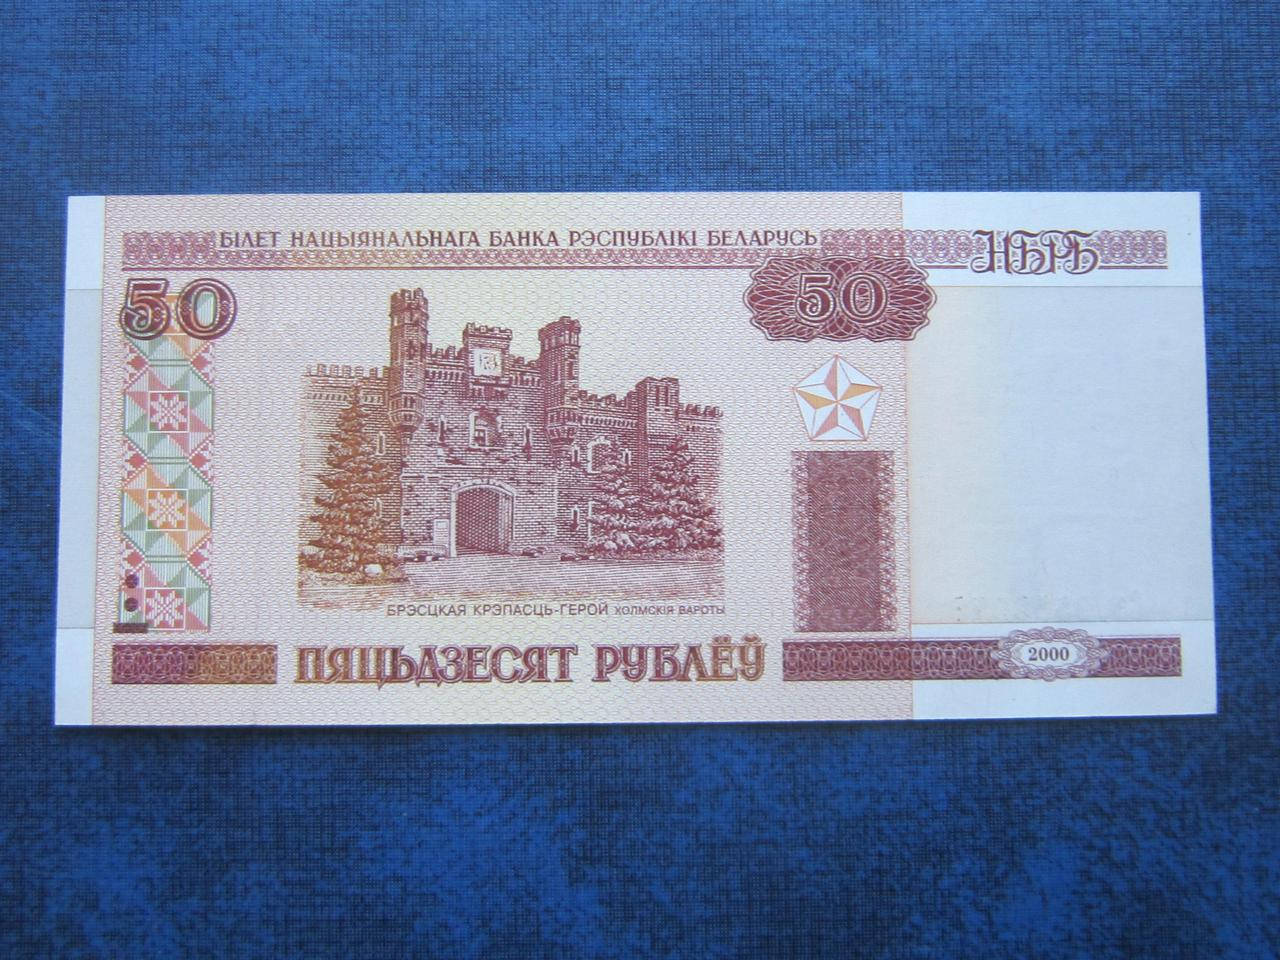 БІЛЕТ НАЦЫЯНАЛЬНАГА БАНКА РЭСПУБЛІКІ БЕЛАРУСЬ
НБРБ
50
50
БРЭСЦКАЯ КРЭПАСЦЬ-ГЕРОЙ ХОЛМСКІЯ ВАРОТЫ
ПЯЦЬДЗЕСЯТ РУБЛЁЎ
2000